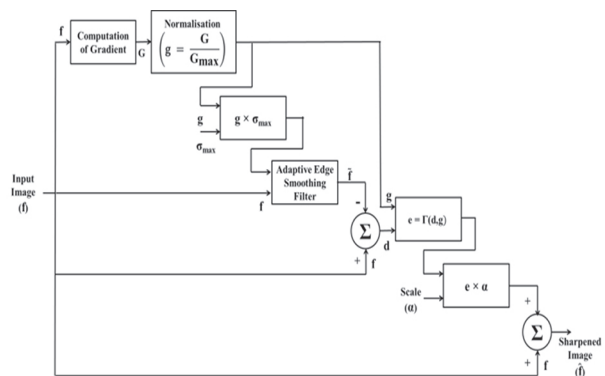 f
Computation
of Gradient
G
Normalisation
(g = G / Gmax)
g
σmax
g × σmax
Input
Image
(f)
f
Adaptive Edge
Smoothing
Filter
f̃
-
Σ
+
f
d
g
e = Γ(d,g)
Scale
(α)
e × α
+
Σ
+
f
Sharpened
Image
(f̂)